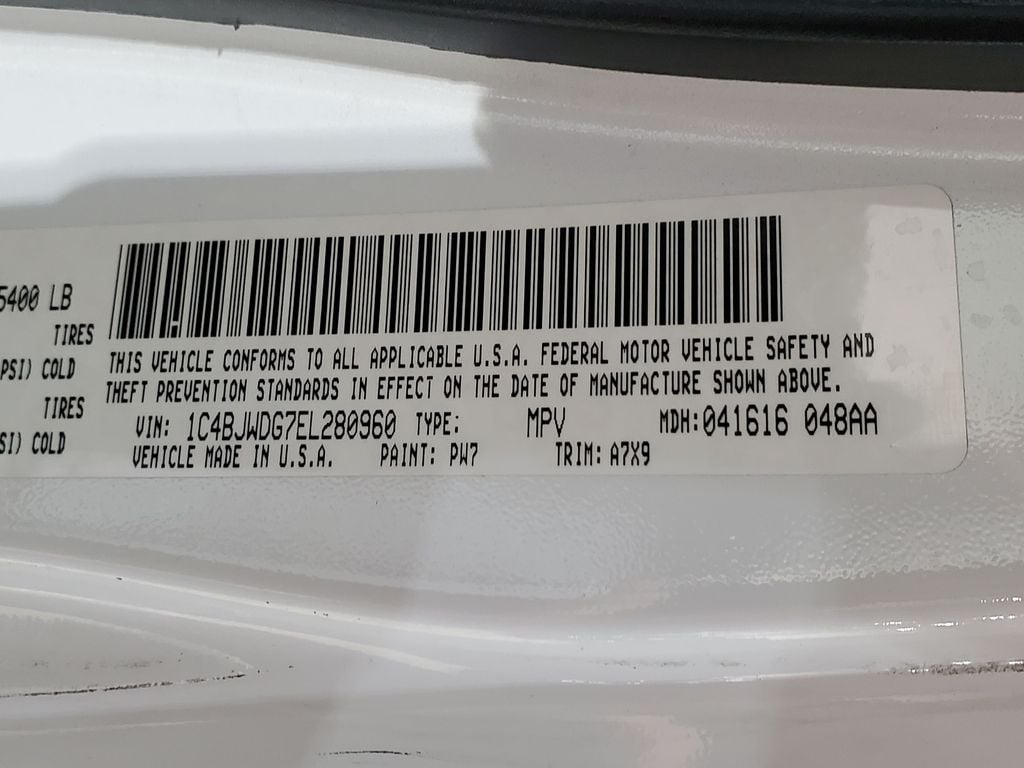 5400 LB
TIRES
PSI) COLD
TIRES
SI) COLD
THIS VEHICLE CONFORMS TO ALL APPLICABLE U.S.A. FEDERAL MOTOR VEHICLE SAFETY AND
THEFT PREVENTION STANDARDS IN EFFECT ON THE DATE OF MANUFACTURE SHOWN ABOVE.
VIN: 1C4BJWDG7EL280960 TYPE: MPV MDH: 041616 048AA
VEHICLE MADE IN U.S.A. PAINT: PW7 TRIM: A7X9